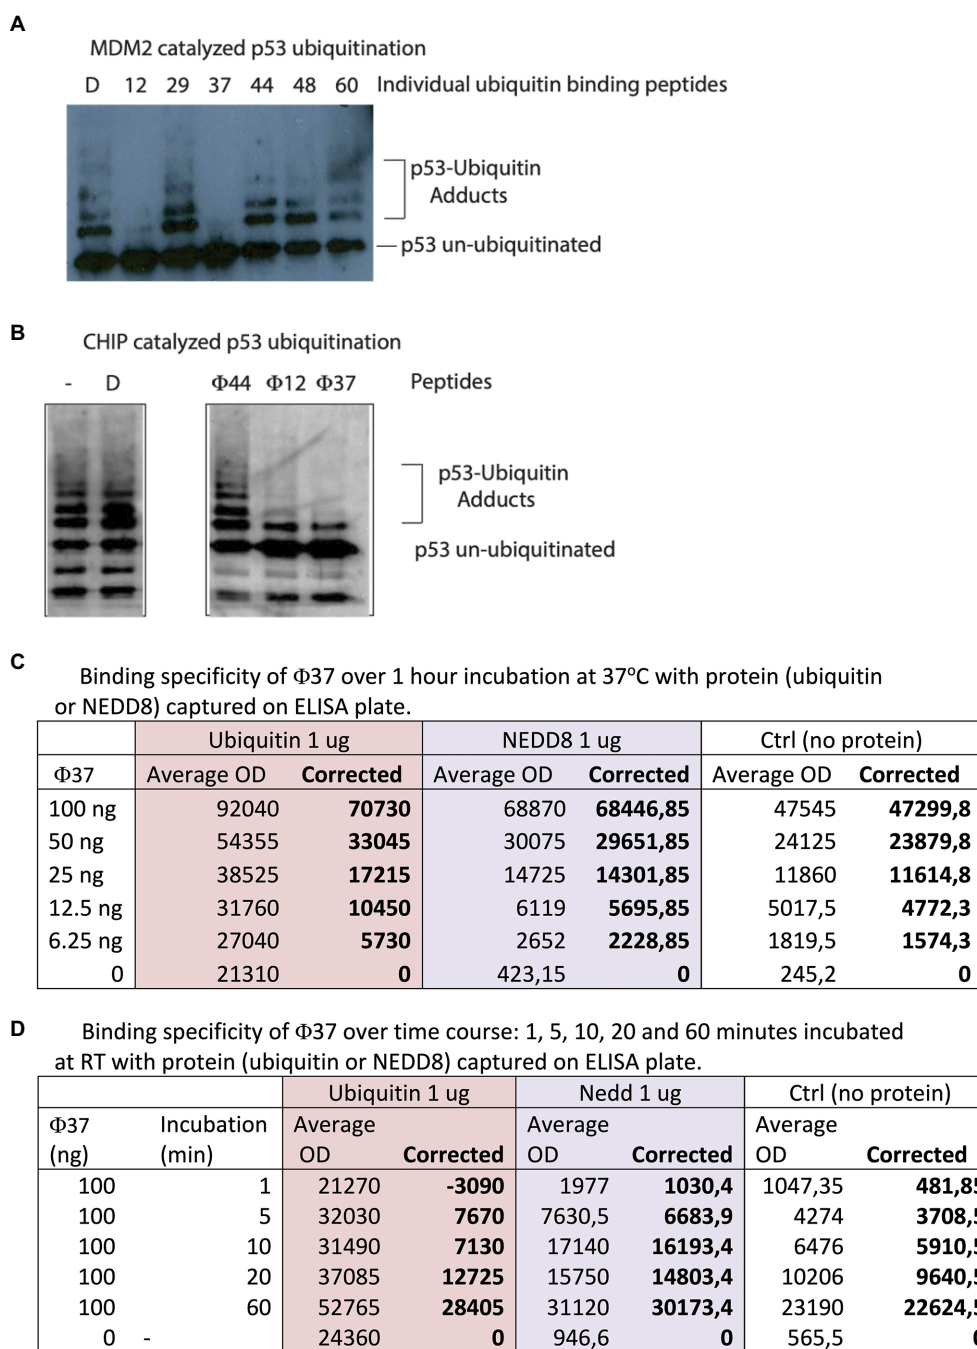 A
MDM2 catalyzed p53 ubiquitination
D 12 29 37 44 48 60 Individual ubiquitin binding peptides
p53-Ubiquitin
Adducts
p53 un-ubiquitinated
B
CHIP catalyzed p53 ubiquitination
- D Φ44 Φ12 Φ37 Peptides
p53-Ubiquitin
Adducts
p53 un-ubiquitinated
C
Binding specificity of Φ37 over 1 hour incubation at 37ºC with protein (ubiquitin
or NEDD8) captured on ELISA plate.
Ubiquitin 1 ug NEDD8 1 ug Ctrl (no protein)
Φ37 Average OD Corrected Average OD Corrected Average OD Corrected
100 ng 92040 70730 68870 68446,85 47545 47299,8
50 ng 54355 33045 30075 29651,85 24125 23879,8
25 ng 38525 17215 14725 14301,85 11860 11614,8
12.5 ng 31760 10450 6119 5695,85 5017,5 4772,3
6.25 ng 27040 5730 2652 2228,85 1819,5 1574,3
0 21310 0 423,15 0 245,2 0
D
Binding specificity of Φ37 over time course: 1, 5, 10, 20 and 60 minutes incubated
at RT with protein (ubiquitin or NEDD8) captured on ELISA plate.
Ubiquitin 1 ug Nedd 1 ug Ctrl (no protein)
Φ37 Incubation Average Average Average
(ng) (min) OD Corrected OD Corrected OD Corrected
100 1 21270 -3090 1977 1030,4 1047,35 481,85
100 5 32030 7670 7630,5 6683,9 4274 3708,5
100 10 31490 7130 17140 16193,4 6476 5910,5
100 20 37085 12725 15750 14803,4 10206 9640,5
100 60 52765 28405 31120 30173,4 23190 22624,5
0 - 24360 0 946,6 0 565,5 0